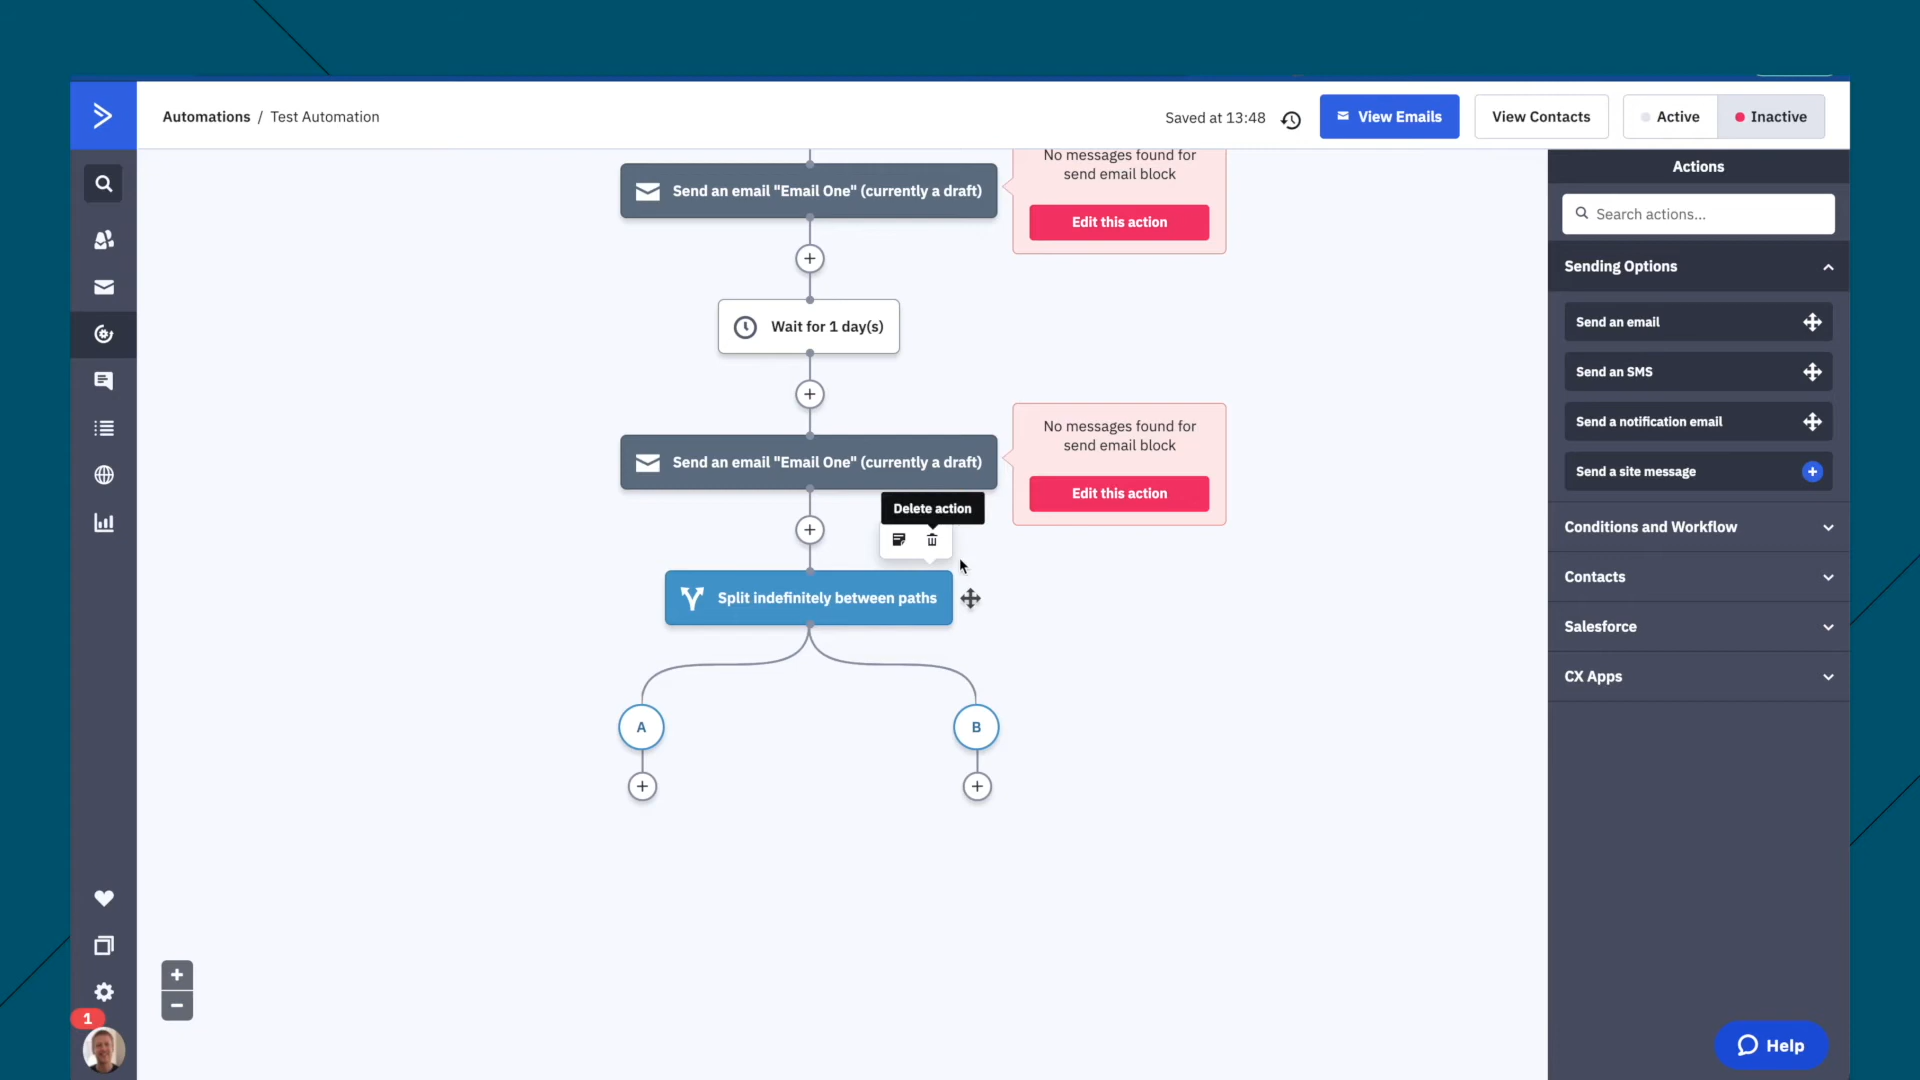 Automations / Test Automation
Saved at 13:48
View Emails
View Contacts
Active
Inactive
Send an email "Email One" (currently a draft)
No messages found for
send email block
Edit this action
Wait for 1 day(s)
Send an email "Email One" (currently a draft)
No messages found for
send email block
Edit this action
Delete action
Split indefinitely between paths
A
B
Actions
Search actions...
Sending Options
Send an email
Send an SMS
Send a notification email
Send a site message
Conditions and Workflow
Contacts
Salesforce
CX Apps
1
Help